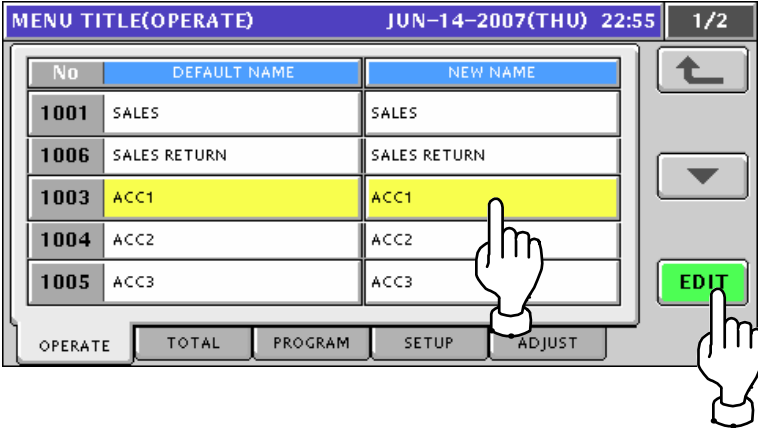 MENU TITLE(OPERATE) JUN-14-2007(THU) 22:55 1/2
No DEFAULT NAME NEW NAME
1001 SALES SALES
1006 SALES RETURN SALES RETURN
1003 ACC1 ACC1
1004 ACC2 ACC2
1005 ACC3 ACC3
EDIT
OPERATE TOTAL PROGRAM SETUP ADJUST